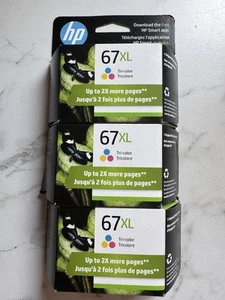 hp
Download the free
HP Smart app
Téléchargez l'appli
HP Smart
67XL
Tri-color
Tricolore
Up to 2X more pages**
Jusqu'à 2 fois plus de pages**
67XL
Tri-color
Tricolore
Up to 2X more pages**
Jusqu'à 2 fois plus de pages**
67XL
Tri-color
Tricolore
Up to 2X more pages**
Jusqu'à 2 fois plus de pages**